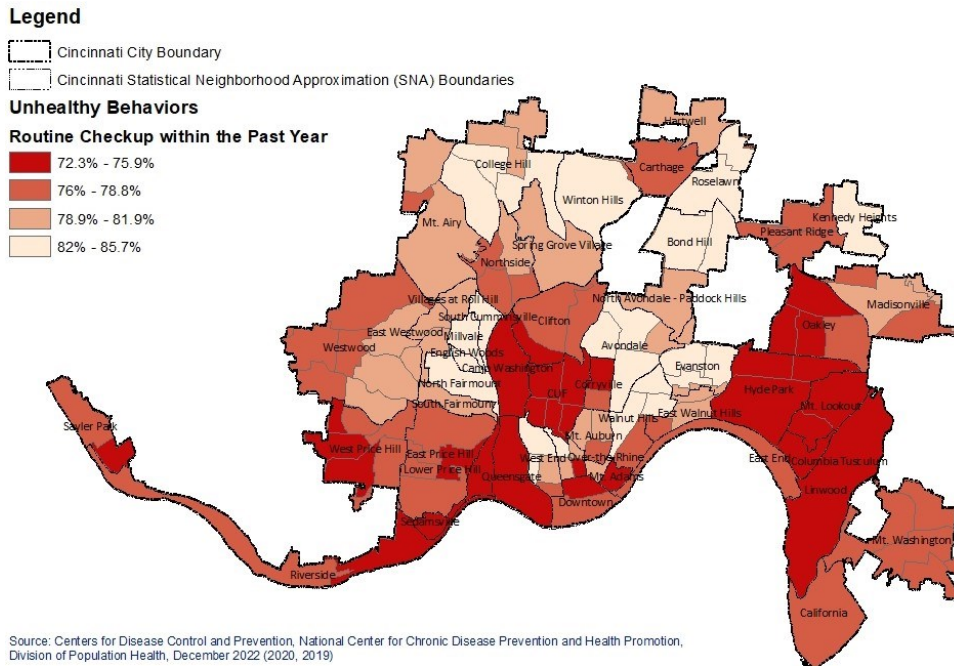 Legend
Cincinnati City Boundary
Cincinnati Statistical Neighborhood Approximation (SNA) Boundaries
Unhealthy Behaviors
Routine Checkup within the Past Year
72.3% - 75.9%
76% - 78.8%
78.9% - 81.9%
82% - 85.7%
Hartwell
College Hill
Carthage
Roselawn
Winton Hills
Kennedy Heights
Mt. Airy
Pleasant Ridge
Bond Hill
Spring Grove Village
Northside
Villages at Roll Hill
North Avondale - Paddock Hills
Madisonville
South Cumminsville
Clifton
Oakley
East Westwood
Millvale
Westwood
Avondale
English Woods
Camp Washington
Evanston
North Fairmount
Corryville
Hyde Park
CUF
South Fairmount
Mt. Lookout
Walnut Hills
East Walnut Hills
Sayler Park
Mt. Auburn
West Price Hill
East Price Hill
West End
Over-the-Rhine
East End
Columbia Tusculum
Lower Price Hill
Queensgate
Mt. Adams
Linwood
Downtown
Sedamsville
Mt. Washington
Riverside
California
Source: Centers for Disease Control and Prevention, National Center for Chronic Disease Prevention and Health Promotion,
Division of Population Health, December 2022 (2020, 2019)